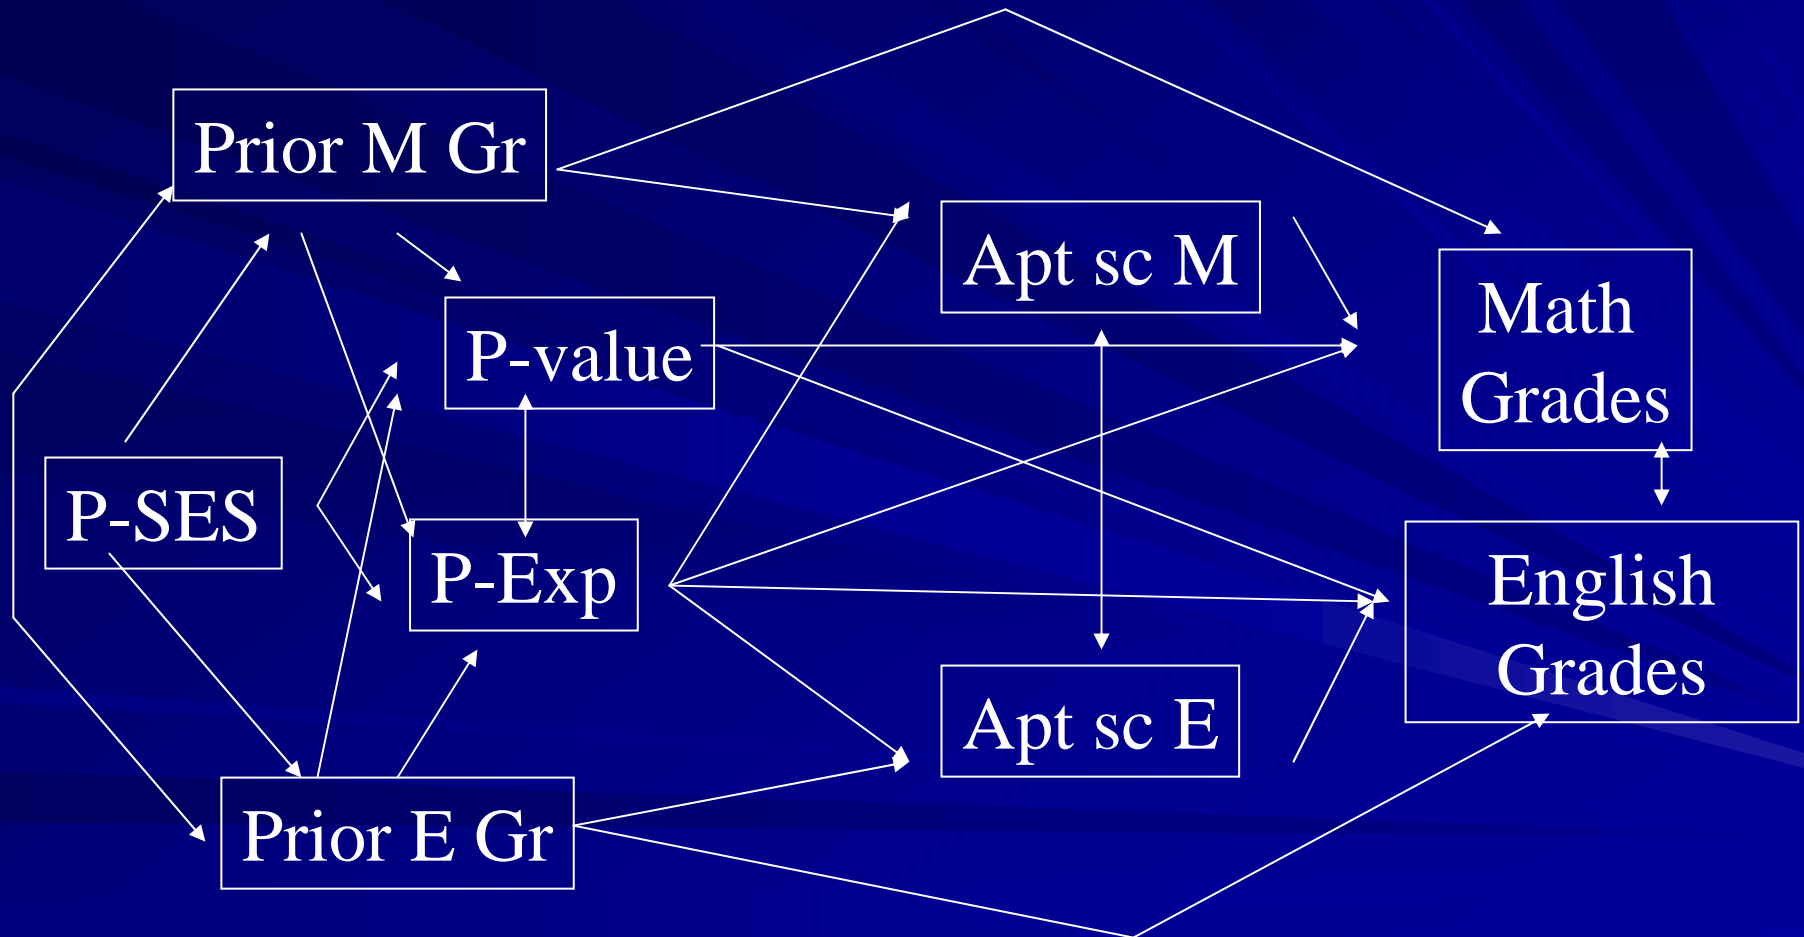 Prior M Gr
Apt sc M
Math
Grades
P-value
P-SES
P-Exp
English
Grades
Apt sc E
Prior E Gr